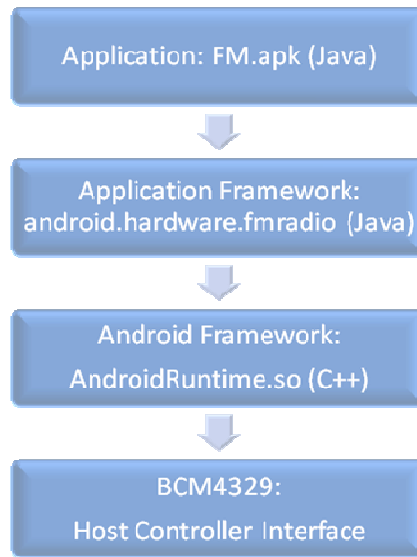 Application: FM.apk (Java)
Application Framework:
android.hardware.fmradio (Java)
Android Framework:
AndroidRuntime.so (C++)
BCM4329:
Host Controller Interface